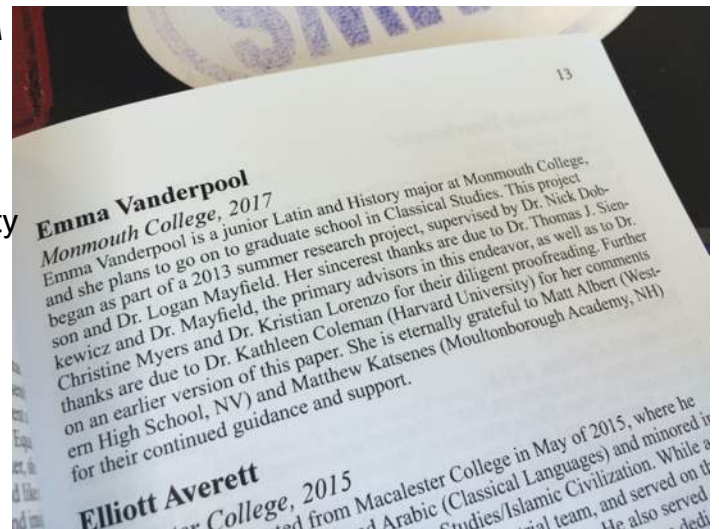 13
Emma Vanderpool
Monmouth College, 2017
Emma Vanderpool is a junior Latin and History major at Monmouth College,
and she plans to go on to graduate school in Classical Studies. This project
began as part of a 2013 summer research project, supervised by Dr. Nick Dob-
son and Dr. Logan Mayfield. Her sincerest thanks are due to Dr. Thomas J. Sien-
kewicz and Dr. Mayfield, the primary advisors in this endeavor, as well as to Dr.
Christine Myers and Dr. Kristian Lorenzo for their diligent proofreading. Further
thanks are due to Dr. Kathleen Coleman (Harvard University) for her comments
on an earlier version of this paper. She is eternally grateful to Matt Albert (West-
ern High School, NV) and Matthew Katsenes (Moultonborough Academy, NH)
for their continued guidance and support.
Elliott Averett
College, 2015
from Macalester College in May of 2015, where he
Arabic (Classical Languages) and minored in
Studies/Islamic Civilization. While a
team, and served on the
He also served